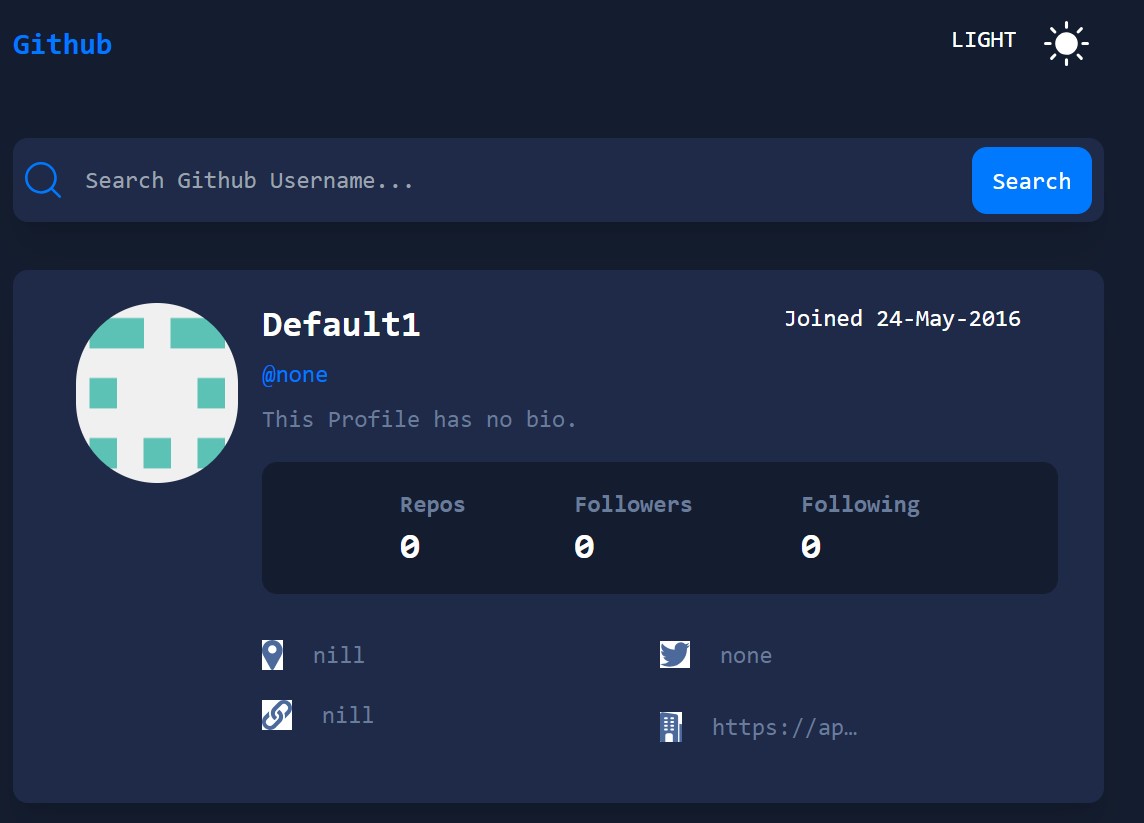 Github
LIGHT
Search Github Username...
Search
Default1
Joined 24-May-2016
@none
This Profile has no bio.
Repos Followers Following
0 0 0
nill
none
nill
https://ap…